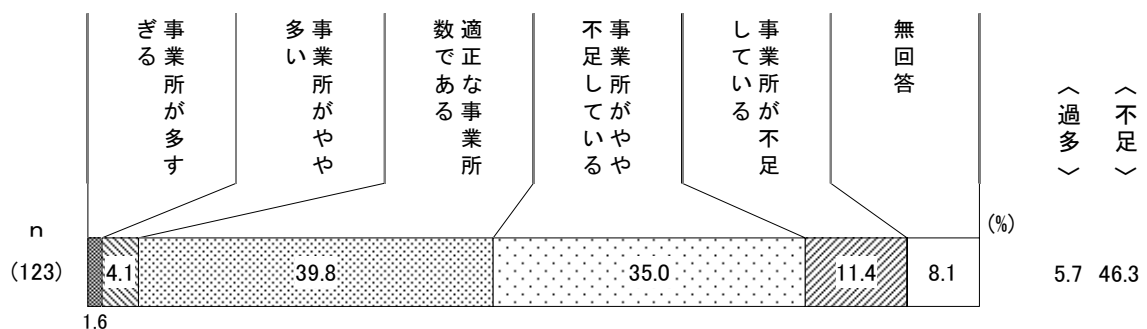 事業所が多す
ぎる
事業所がやや
多い
適正な事業所
数である
事業所がやや
不足している
事業所が不足
している
無回答
〈過多〉
〈不足〉
(%)
n
(123)
4.1
39.8
35.0
11.4
8.1
5.7
46.3
1.6